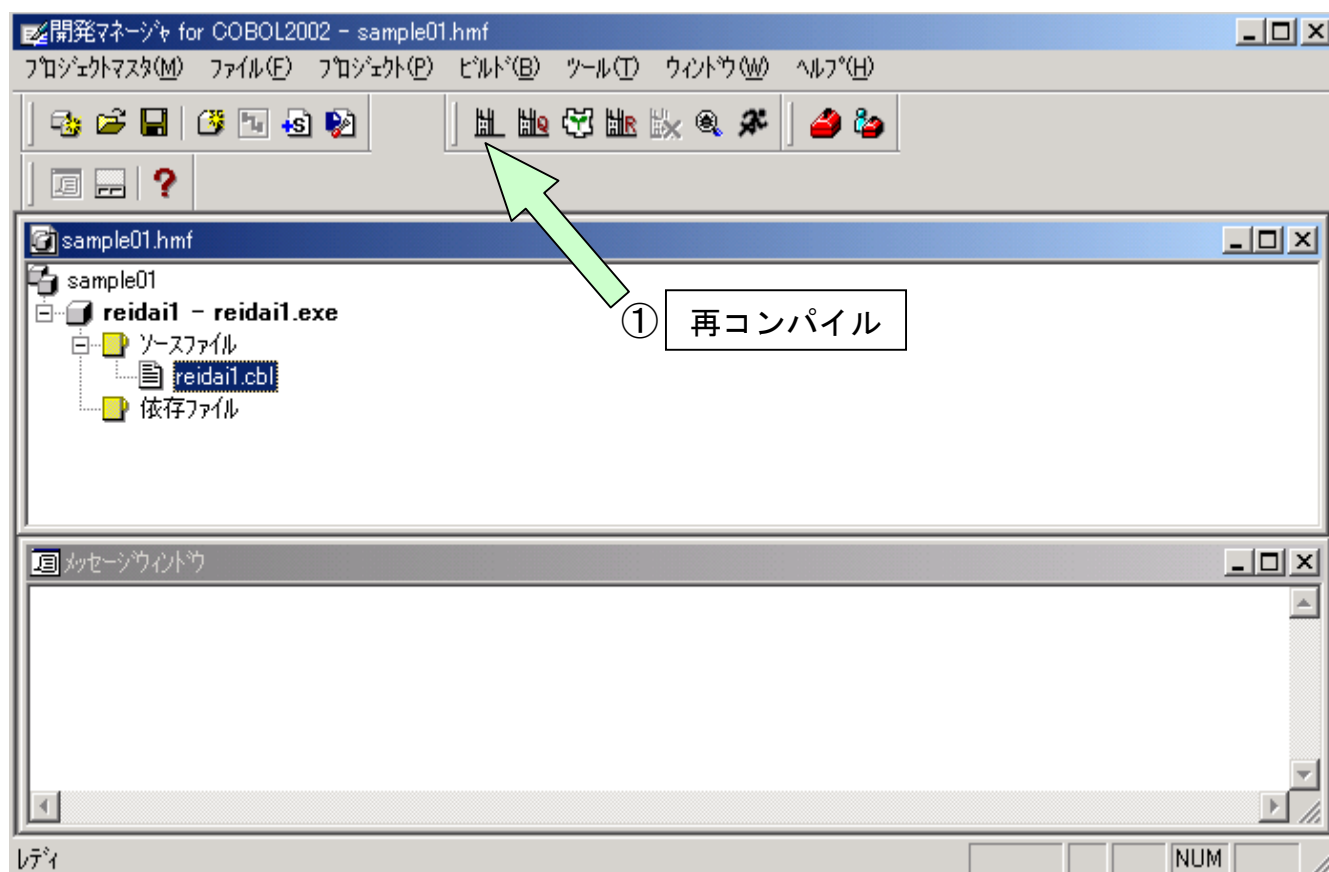 開発マネージャ for COBOL2002 - sample01.hmf
プロジェクトマスタ(M) ファイル(F) プロジェクト(P) ビルド(B) ツール(T) ウィンドウ(W) ヘルプ(H)
sample01.hmf
sample01
reidai1 - reidai1.exe
ソースファイル
reidai1.cbl
依存ファイル
① 再コンパイル
メッセージウィンドウ
レディ NUM